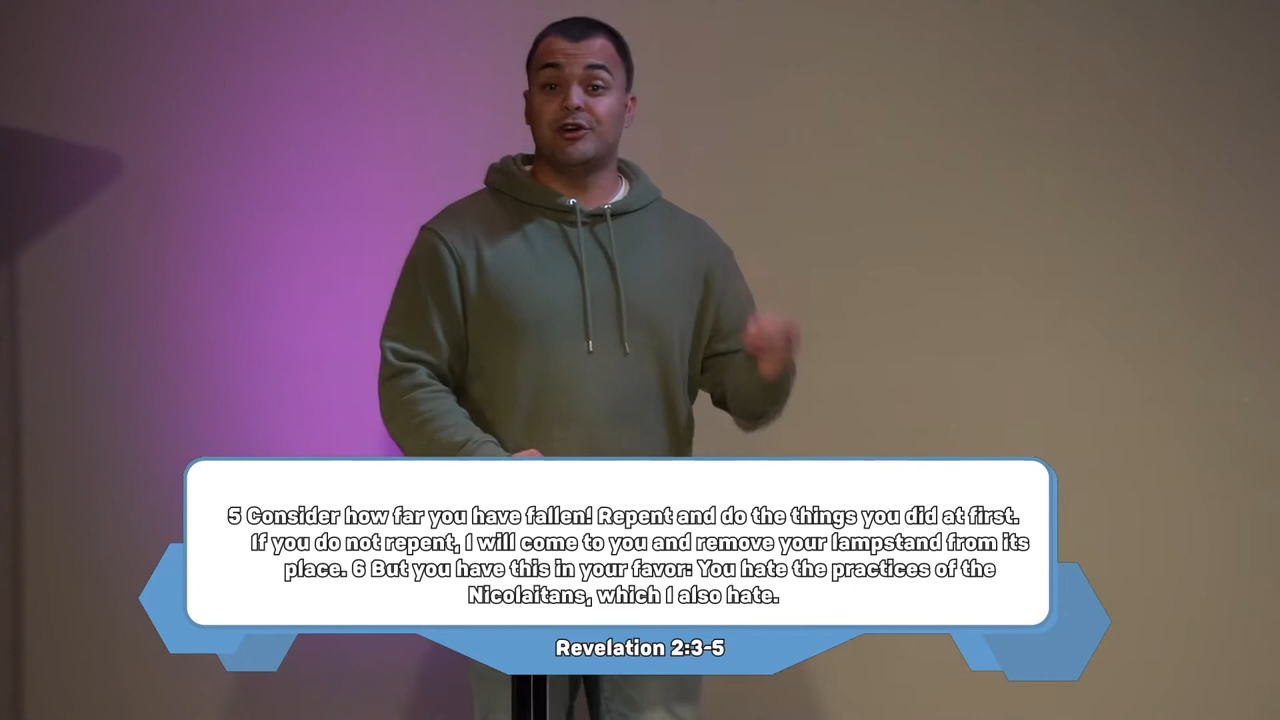 5 Consider how far you have fallen! Repent and do the things you did at first.
If you do not repent, I will come to you and remove your lampstand from its
place. 6 But you have this in your favor: You hate the practices of the
Nicolaitans, which I also hate.
Revelation 2:3-5